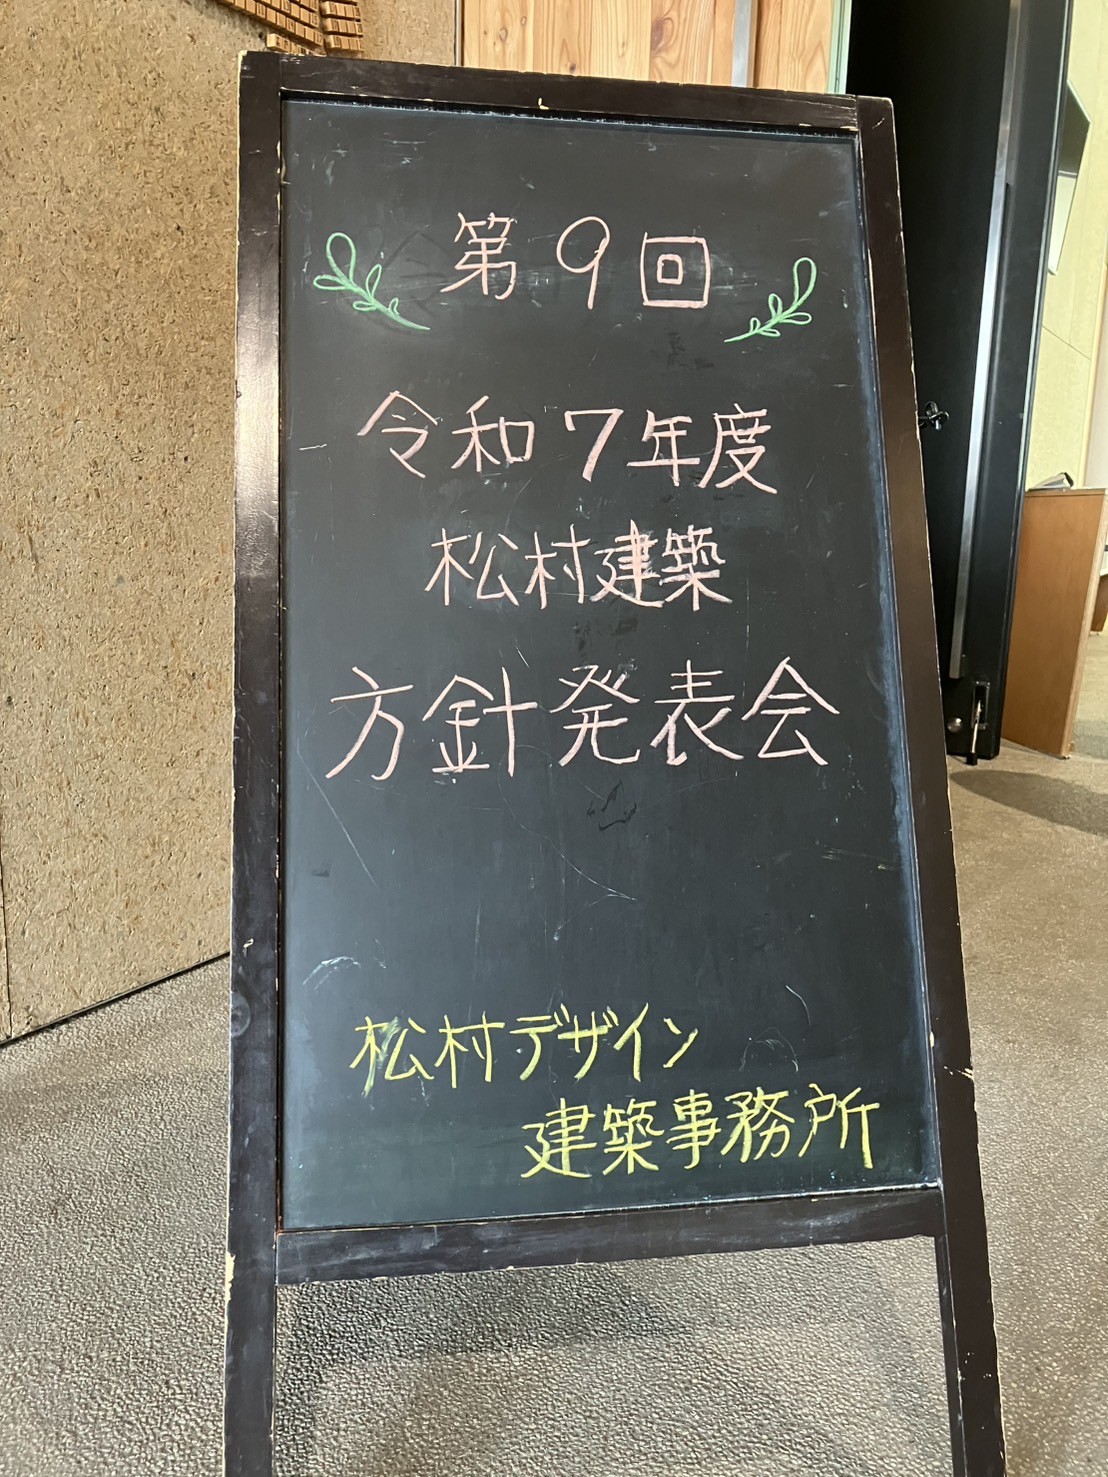 第9回
令和7年度
松村建築
方針発表会
松村デザイン
建築事務所